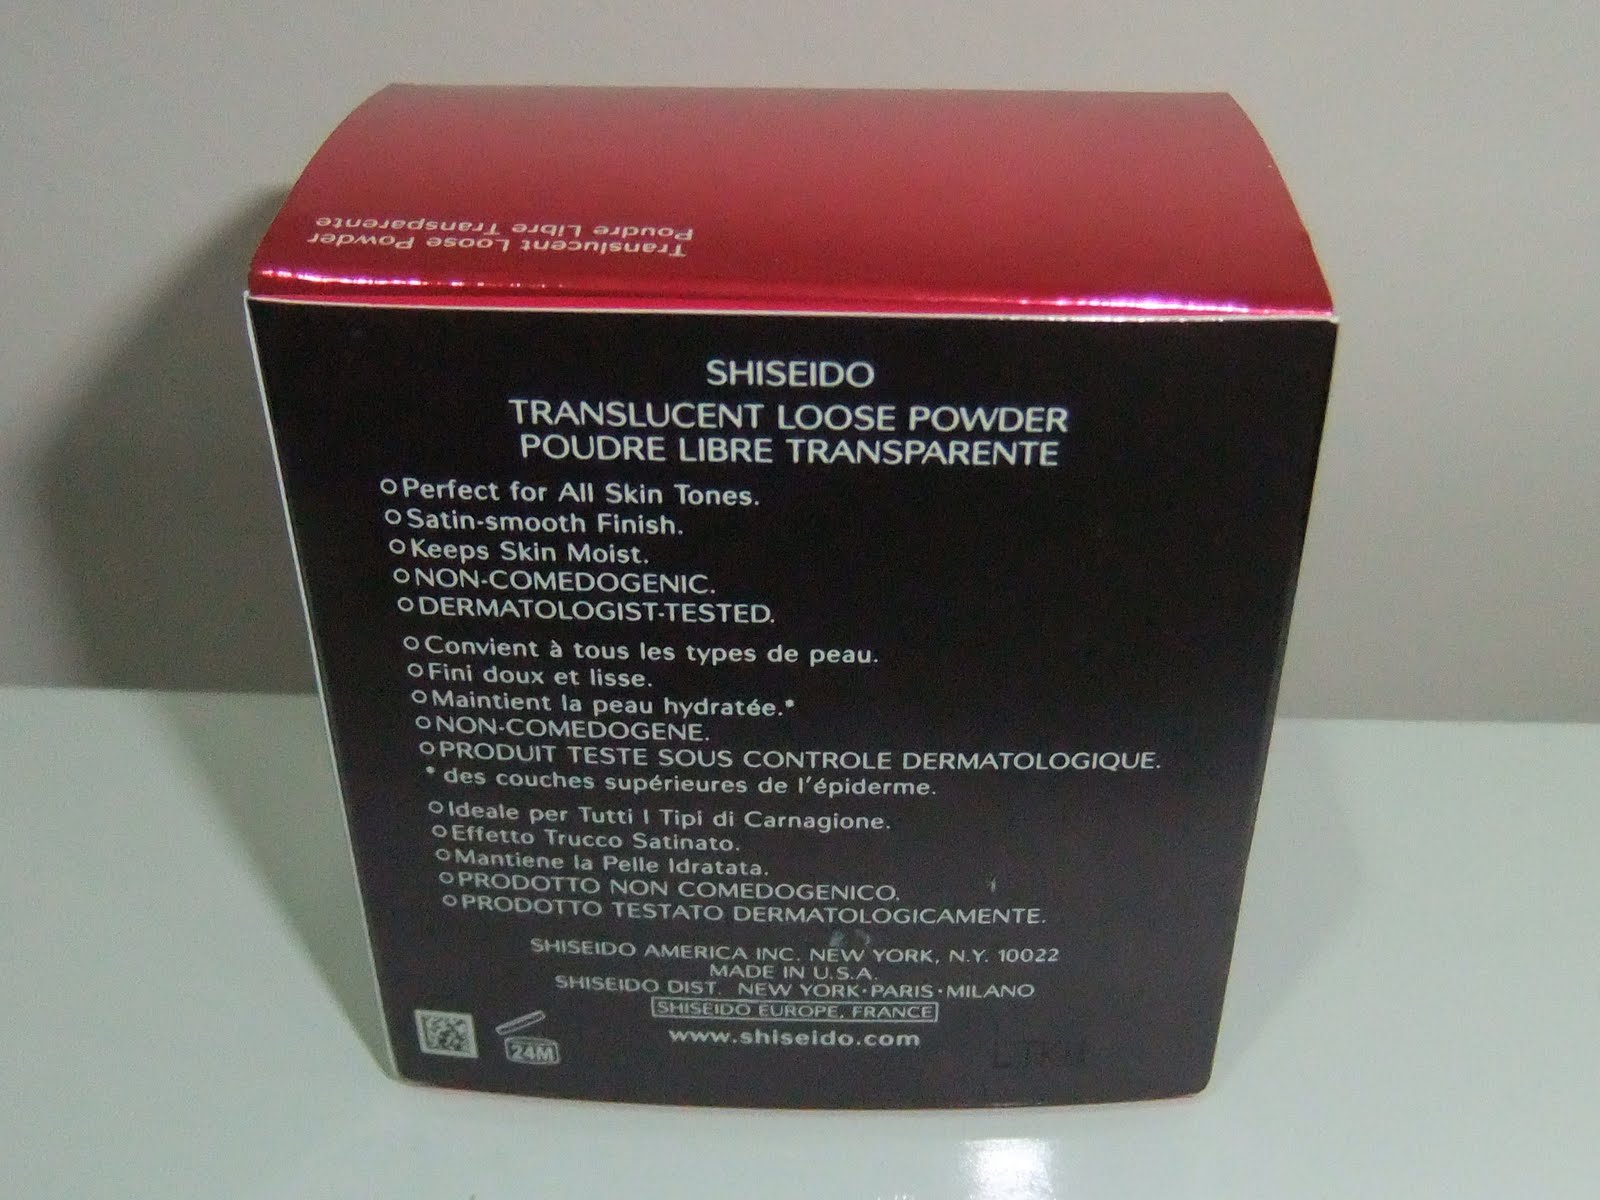 Translucent Loose Powder
Poudre Libre Transparente
SHISEIDO
TRANSLUCENT LOOSE POWDER
POUDRE LIBRE TRANSPARENTE
○Perfect for All Skin Tones.
○Satin-smooth Finish.
○Keeps Skin Moist.
○NON-COMEDOGENIC.
○DERMATOLOGIST-TESTED.
○Convient à tous les types de peau.
○Fini doux et lisse.
○Maintient la peau hydratée.*
○NON-COMEDOGENE.
○PRODUIT TESTE SOUS CONTROLE DERMATOLOGIQUE.
* des couches supérieures de l'épiderme.
○Ideale per Tutti I Tipi di Carnagione.
○Effetto Trucco Satinato.
○Mantiene la Pelle Idratata.
○PRODOTTO NON COMEDOGENICO.
○PRODOTTO TESTATO DERMATOLOGICAMENTE.
SHISEIDO AMERICA INC. NEW YORK, N.Y. 10022
MADE IN U.S.A.
SHISEIDO DIST. NEW YORK·PARIS·MILANO
SHISEIDO EUROPE, FRANCE
www.shiseido.com
24M